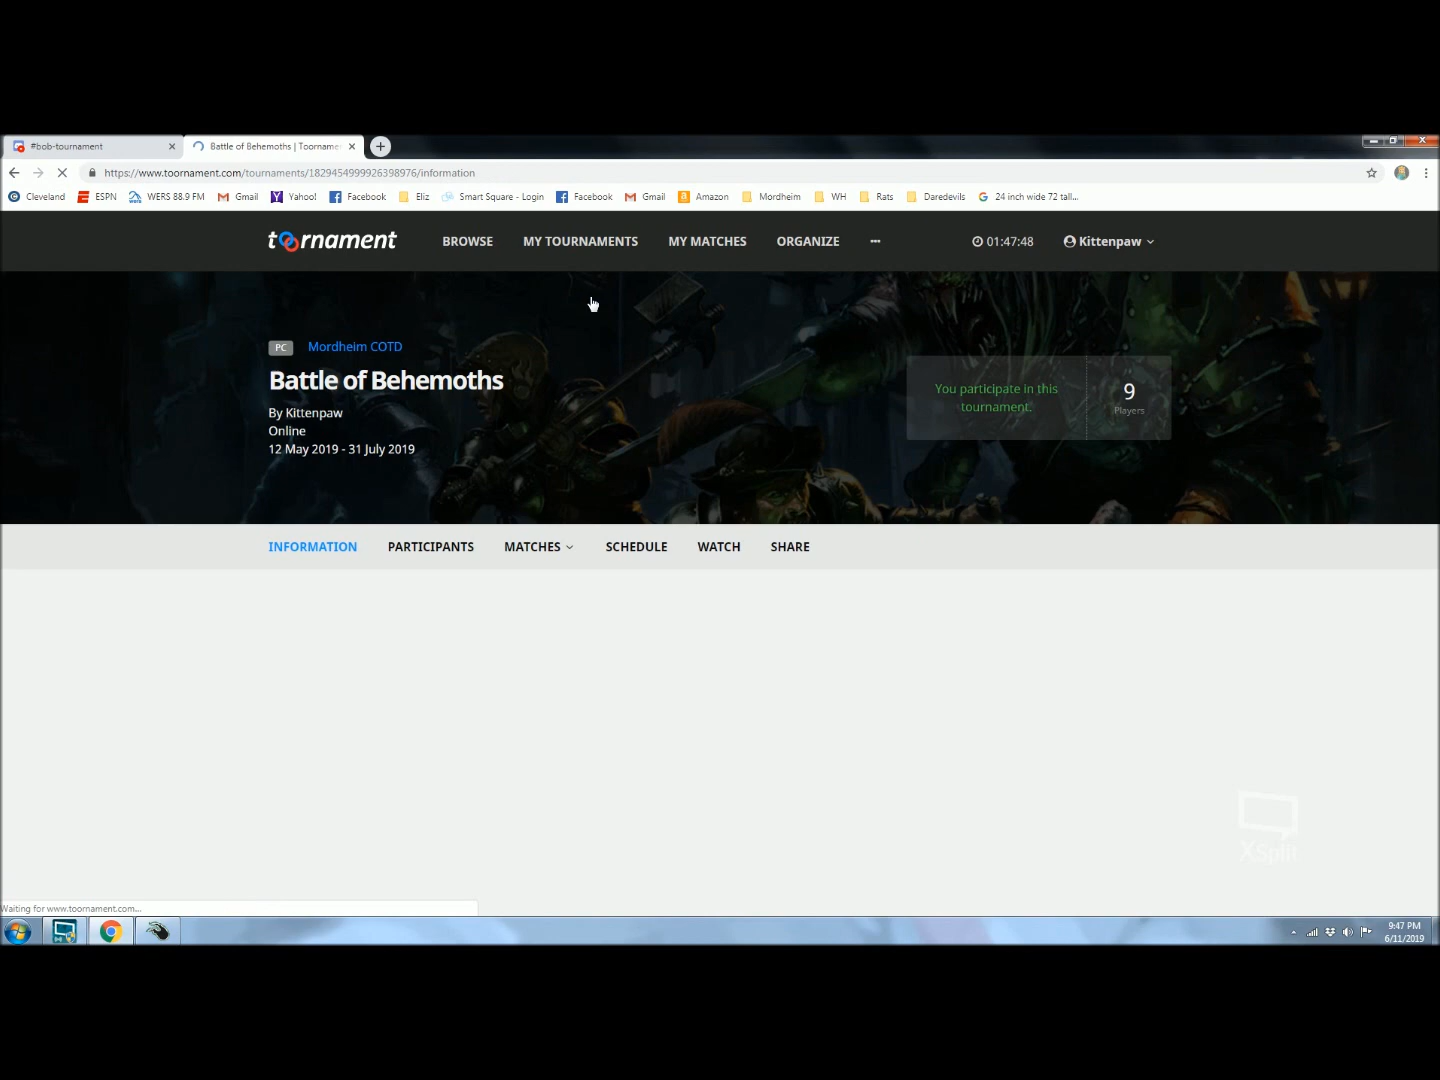 #bob-tournament
Battle of Behemoths | Toorname
https://www.toornament.com/tournaments/1829454999926398976/information
Cleveland ESPN WERS 88.9 FM Gmail Yahoo! Facebook Eliz Smart Square - Login Facebook Gmail Amazon Mordheim WH Rats Daredevils 24 inch wide 72 tall...
toornament BROWSE MY TOURNAMENTS MY MATCHES ORGANIZE ··· 01:47:48 Kittenpaw
PC Mordheim COTD
Battle of Behemoths
By Kittenpaw
Online
12 May 2019 - 31 July 2019
You participate in this
tournament.
9
Players
INFORMATION PARTICIPANTS MATCHES SCHEDULE WATCH SHARE
XSplit
Waiting for www.toornament.com...
9:47 PM
6/11/2019